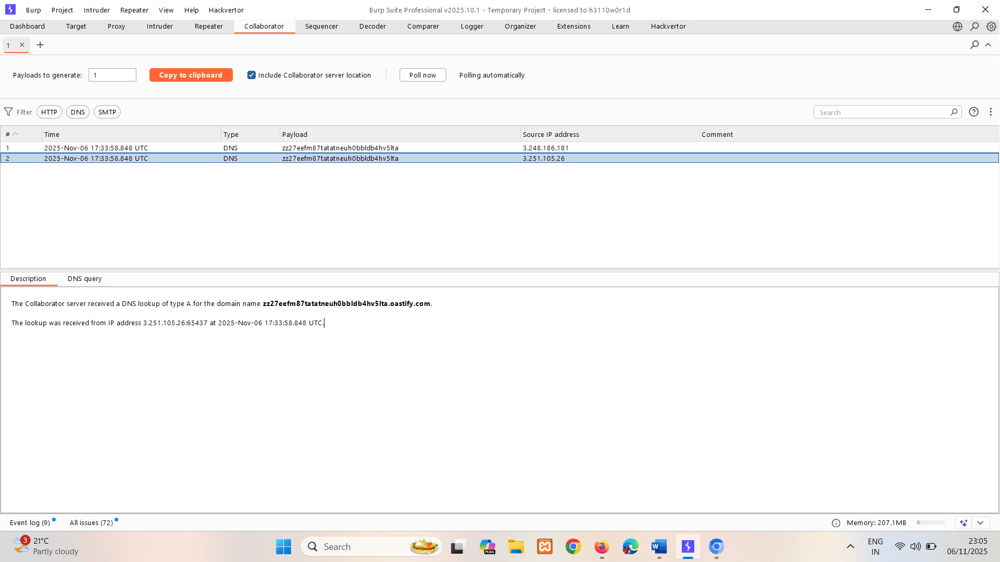 Burp Project Intruder Repeater View Help Hackvertor Burp Suite Professional v2025.10.1 - Temporary Project - licensed to h3110w0r1d
Dashboard Target Proxy Intruder Repeater Collaborator Sequencer Decoder Comparer Logger Organizer Extensions Learn Hackvertor
1
Payloads to generate: 1 Copy to clipboard Include Collaborator server location Poll now Polling automatically
Filter HTTP DNS SMTP Search
# Time Type Payload Source IP address Comment
1 2025-Nov-06 17:33:58.848 UTC DNS zz27eefm87tatatneuh0bbldb4hv5lta 3.248.186.181
2 2025-Nov-06 17:33:58.848 UTC DNS zz27eefm87tatatneuh0bbldb4hv5lta 3.251.105.26
Description DNS query
The Collaborator server received a DNS lookup of type A for the domain name zz27eefm87tatatneuh0bbldb4hv5lta.oastify.com.
The lookup was received from IP address 3.251.105.26:65437 at 2025-Nov-06 17:33:58.848 UTC.
Event log (9) All issues (72) Memory: 207.1MB
3 21°C
Partly cloudy
Search
M365
W
ENG
IN
23:05
06/11/2025